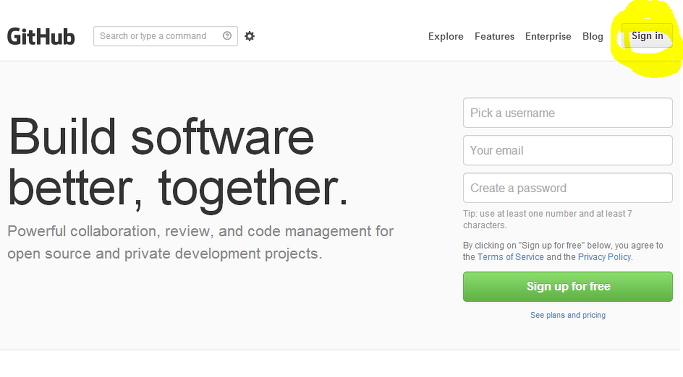 GitHub
Search or type a command
Explore Features Enterprise Blog Sign in
Build software
better, together.
Powerful collaboration, review, and code management for
open source and private development projects.
Pick a username
Your email
Create a password
Tip: use at least one number and at least 7
characters.
By clicking on "Sign up for free" below, you agree to
the Terms of Service and the Privacy Policy.
Sign up for free
See plans and pricing